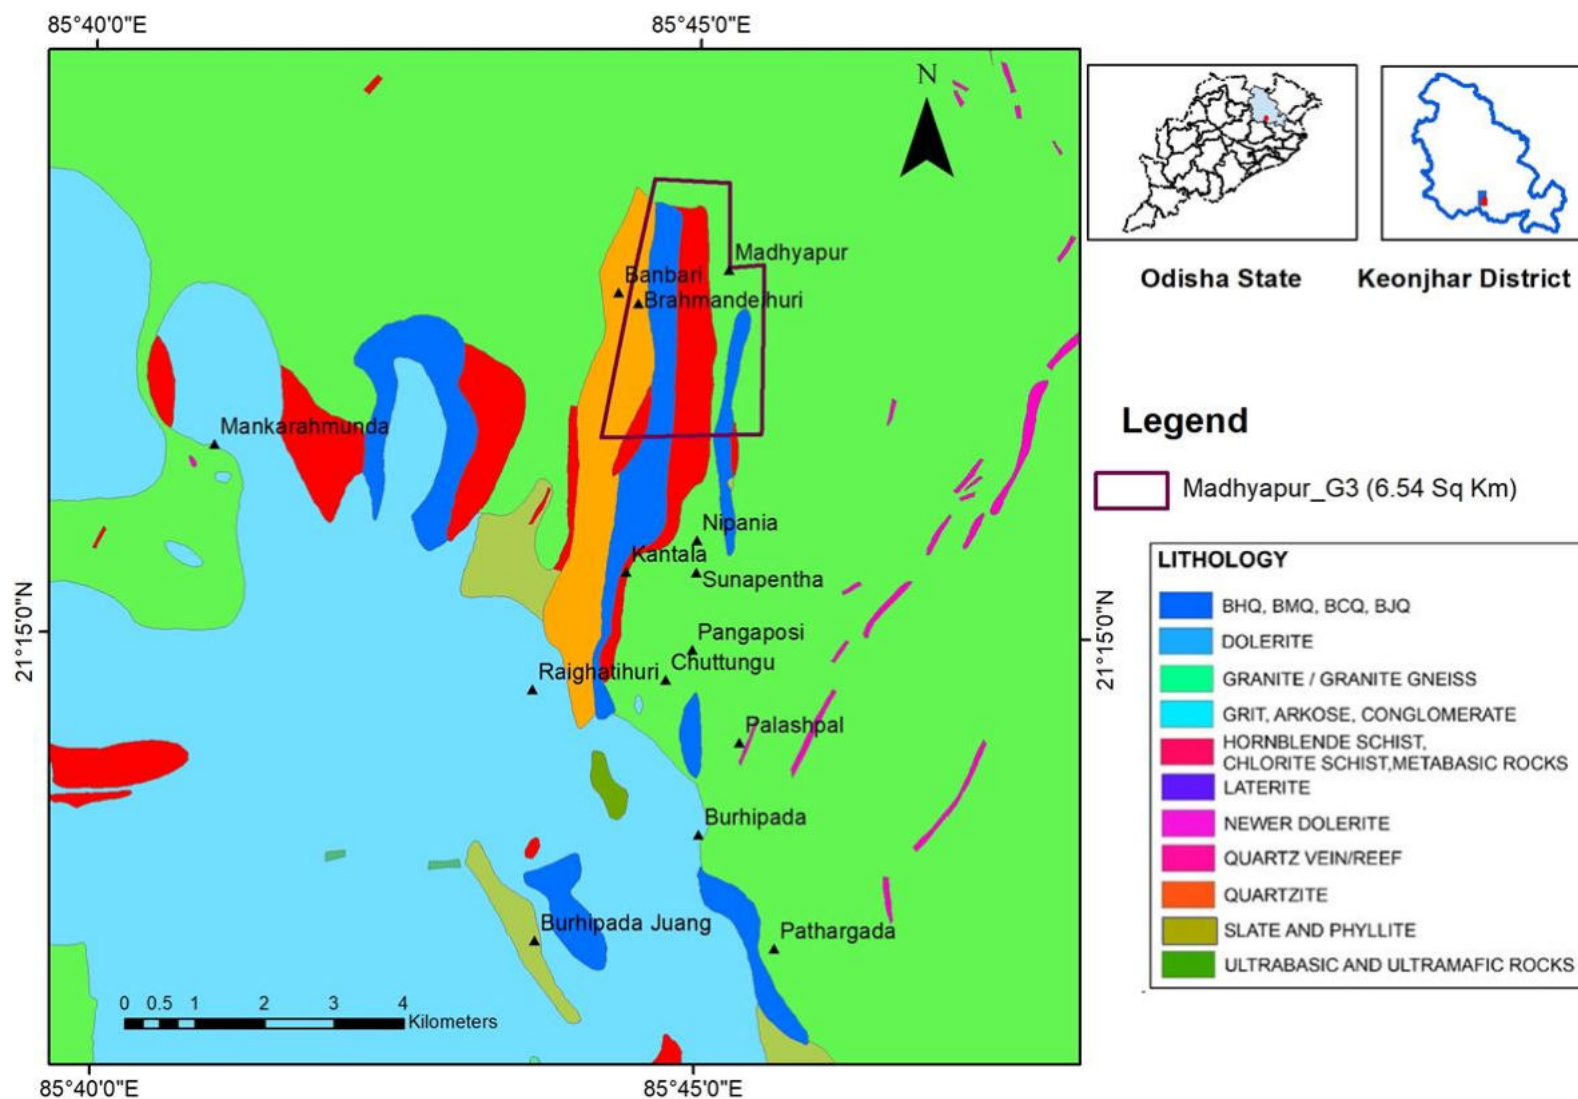 85°40'0"E
85°45'0"E
N
Madhyapur
Banbari
Brahmandelhuri
Mankarahmunda
Nipania
Kantala
Sunapentha
Pangaposi
Chuttungu
Raighatihuri
Palashpal
Burhipada
Burhipada Juang
Pathargada
21°15'0"N
21°15'0"N
0 0.5 1 2 3 4
Kilometers
85°40'0"E
85°45'0"E
Odisha State
Keonjhar District
Legend
Madhyapur_G3 (6.54 Sq Km)
LITHOLOGY
BHQ, BMQ, BCQ, BJQ
DOLERITE
GRANITE / GRANITE GNEISS
GRIT, ARKOSE, CONGLOMERATE
HORNBLENDE SCHIST,
CHLORITE SCHIST,METABASIC ROCKS
LATERITE
NEWER DOLERITE
QUARTZ VEIN/REEF
QUARTZITE
SLATE AND PHYLLITE
ULTRABASIC AND ULTRAMAFIC ROCKS